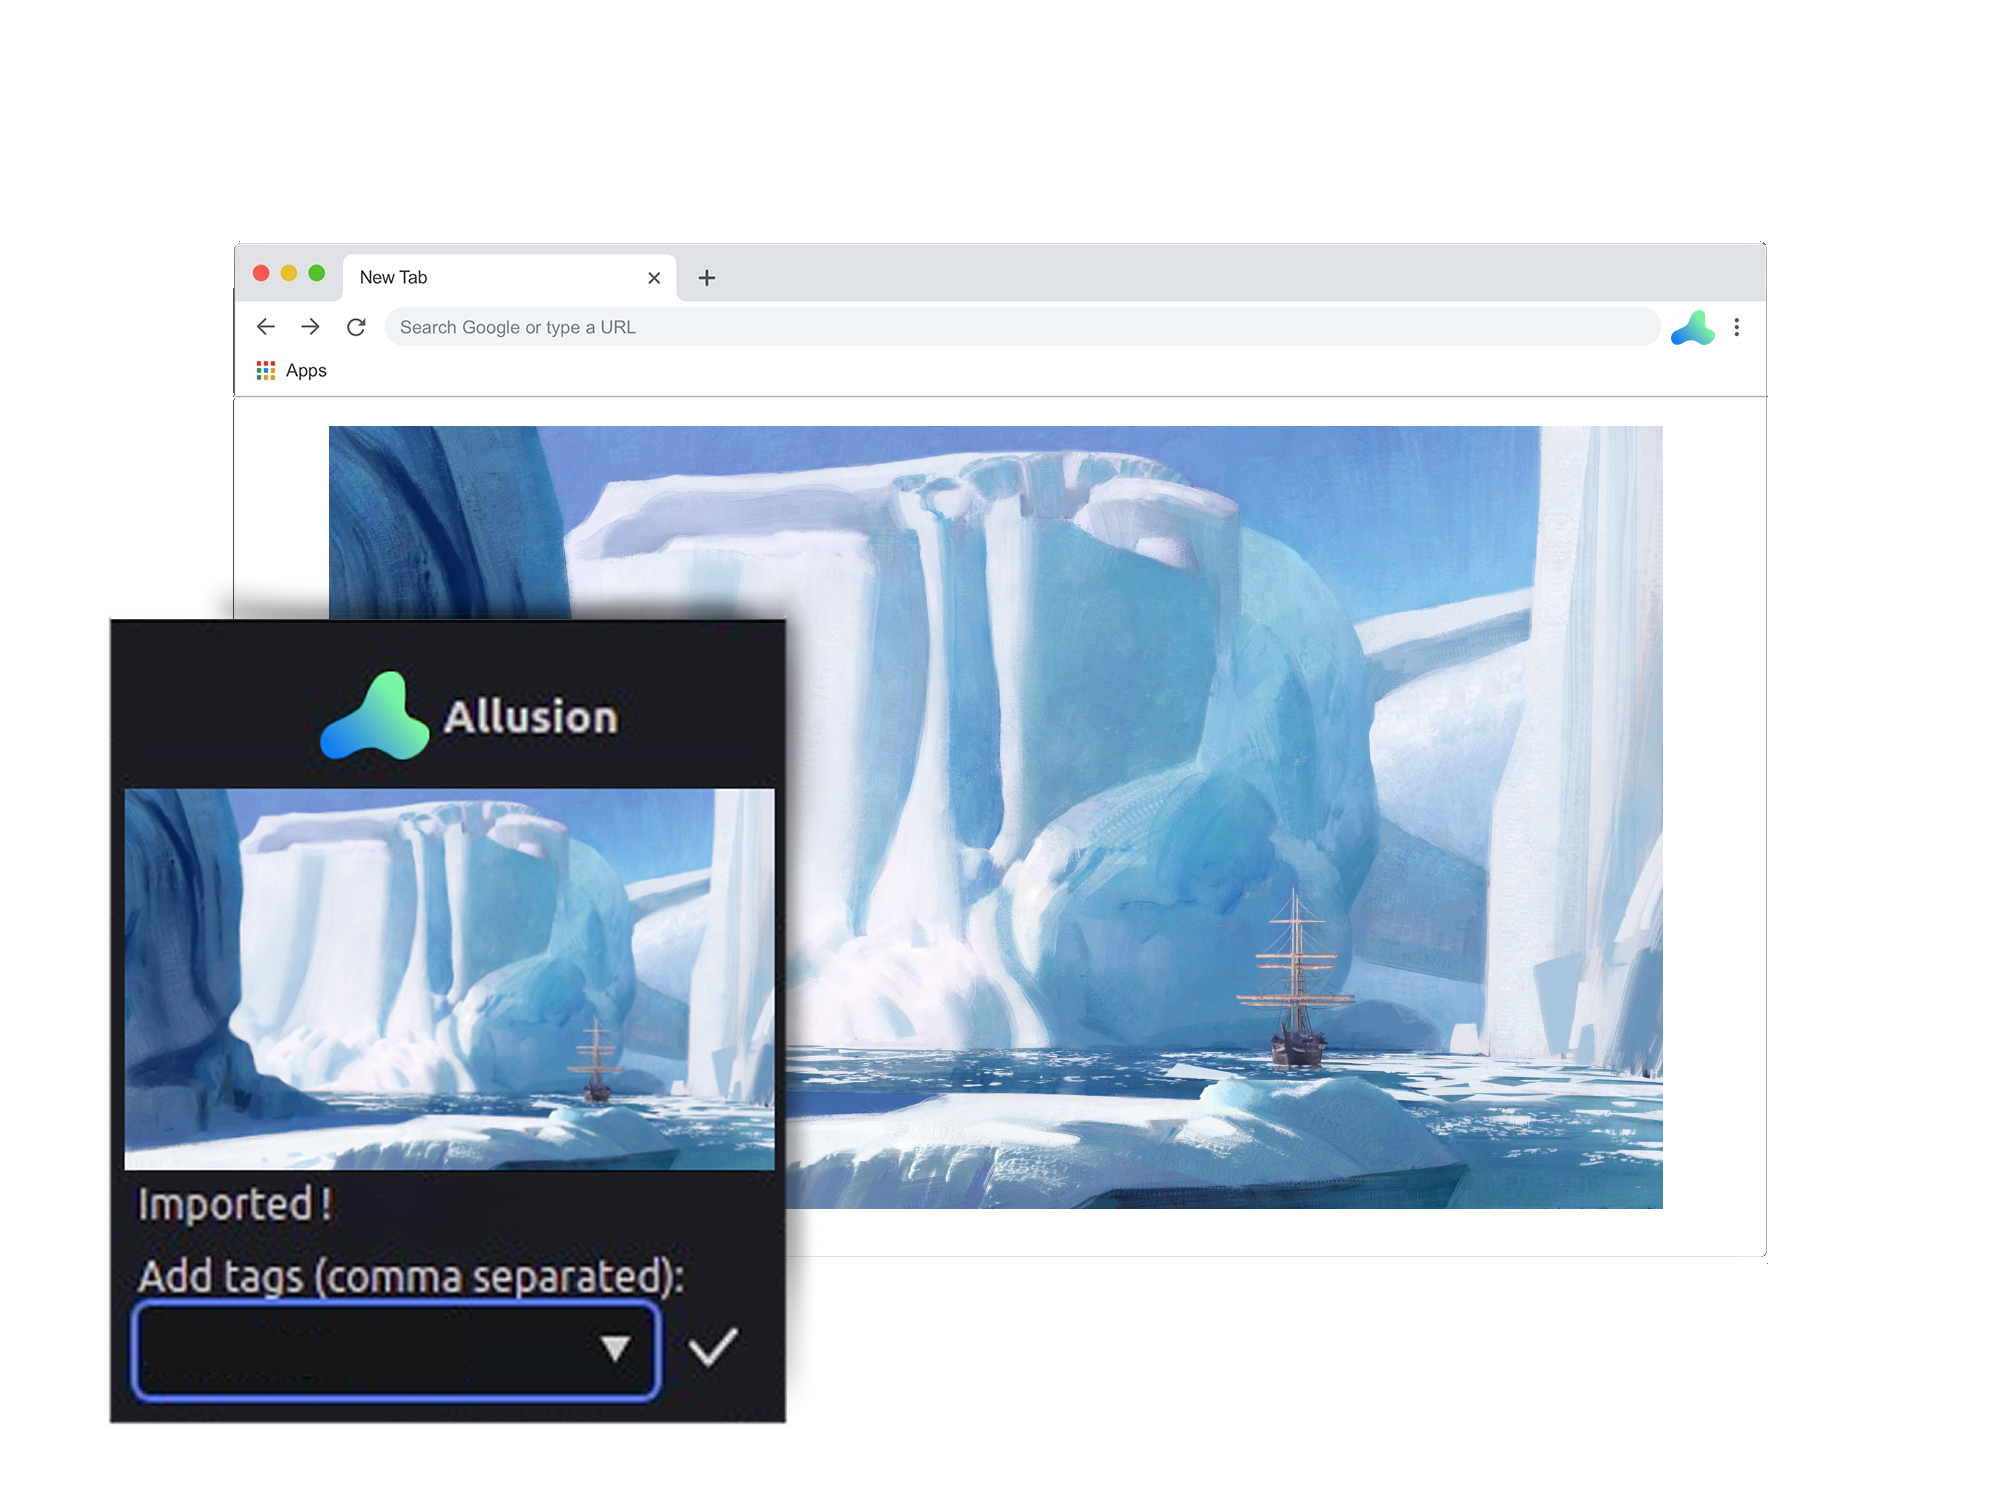 New Tab
Search Google or type a URL
Apps
Allusion
Imported !
Add tags (comma separated):